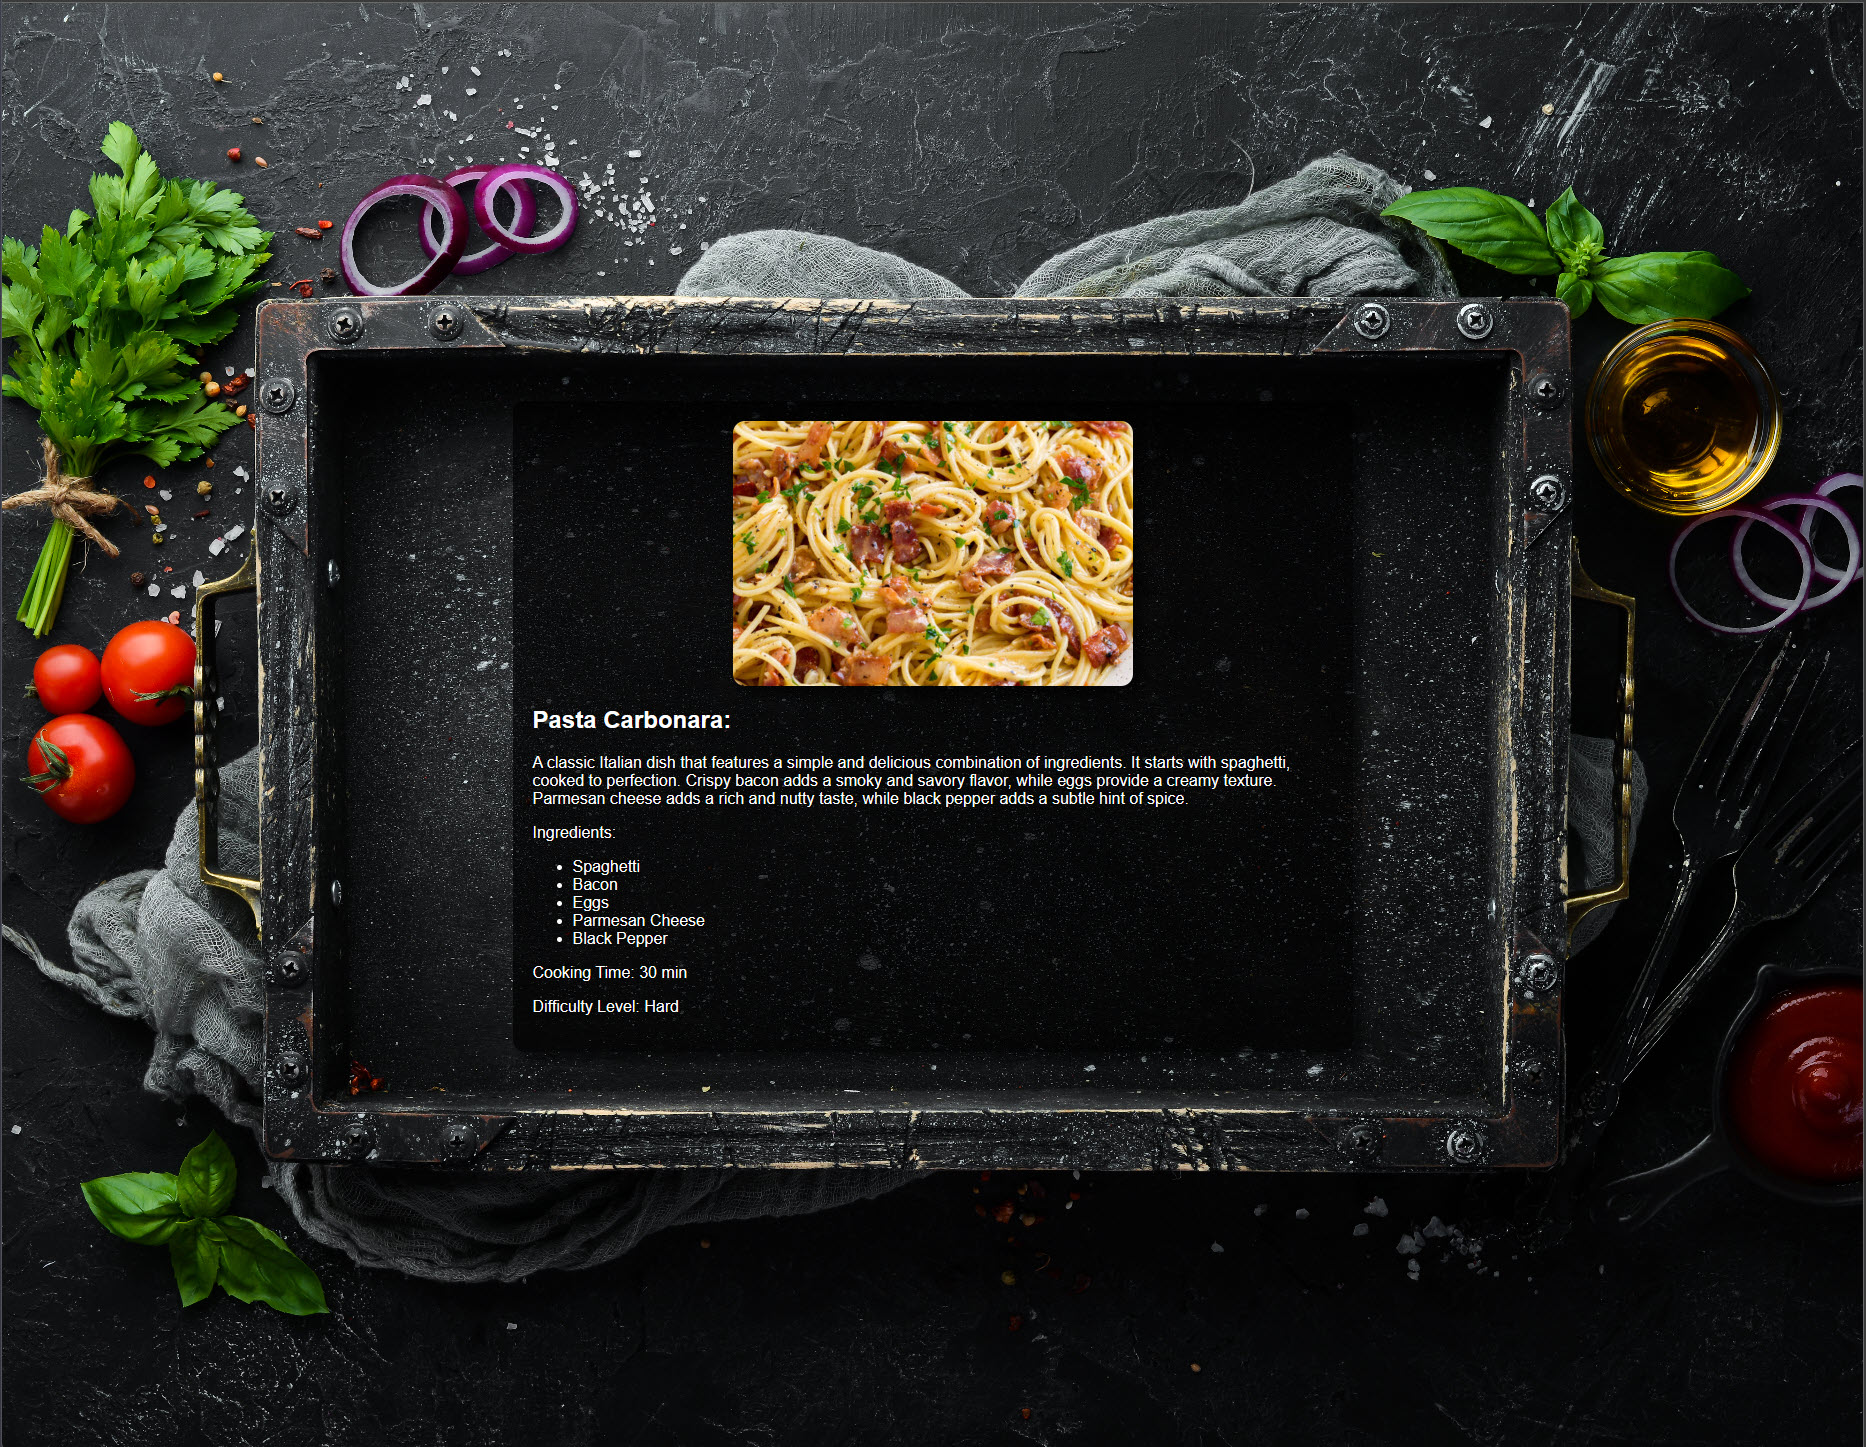 Pasta Carbonara:
A classic Italian dish that features a simple and delicious combination of ingredients. It starts with spaghetti,
cooked to perfection. Crispy bacon adds a smoky and savory flavor, while eggs provide a creamy texture.
Parmesan cheese adds a rich and nutty taste, while black pepper adds a subtle hint of spice.
Ingredients:
• Spaghetti
• Bacon
• Eggs
• Parmesan Cheese
• Black Pepper
Cooking Time: 30 min
Difficulty Level: Hard